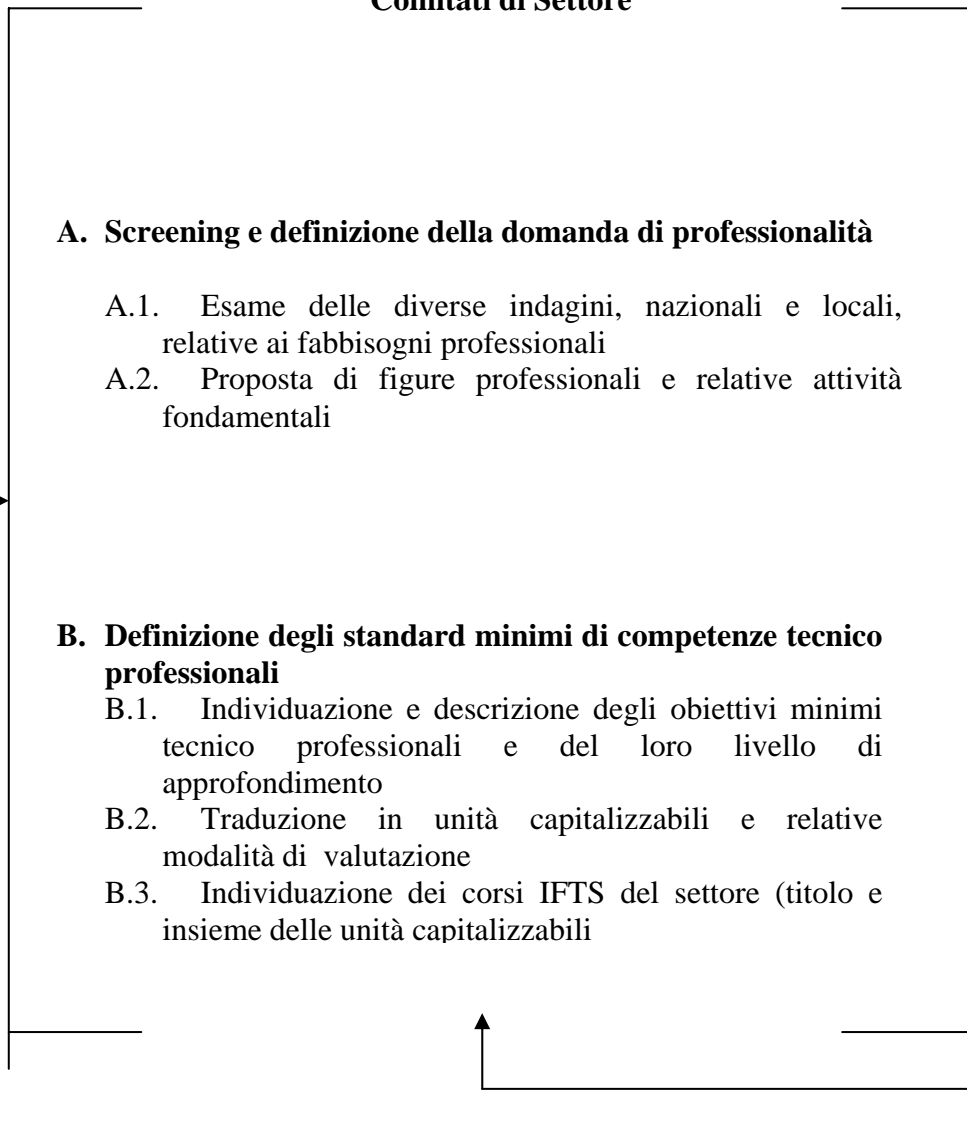 Comitati di Settore
A. Screening e definizione della domanda di professionalità
A.1. Esame delle diverse indagini, nazionali e locali,
relative ai fabbisogni professionali
A.2. Proposta di figure professionali e relative attività
fondamentali
B. Definizione degli standard minimi di competenze tecnico
professionali
B.1. Individuazione e descrizione degli obiettivi minimi
tecnico professionali e del loro livello di
approfondimento
B.2. Traduzione in unità capitalizzabili e relative
modalità di valutazione
B.3. Individuazione dei corsi IFTS del settore (titolo e
insieme delle unità capitalizzabili